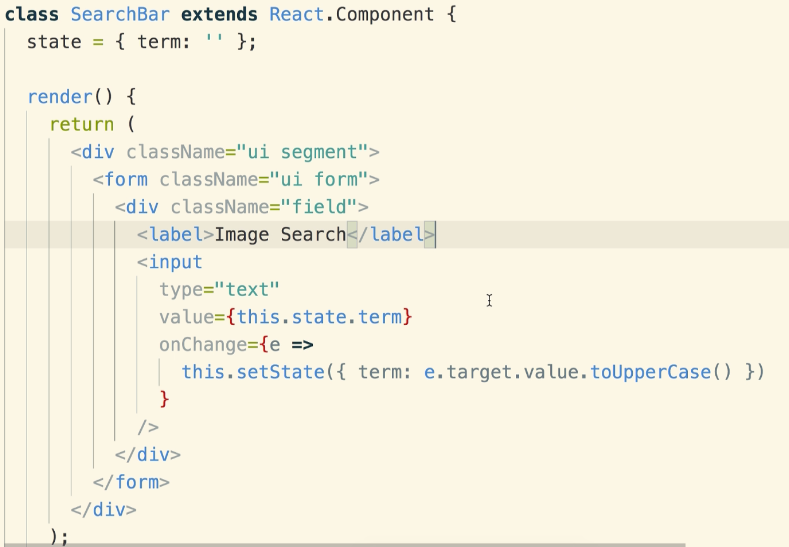 class SearchBar extends React.Component {
state = { term: '' };
render() {
return (
<div className="ui segment">
<form className="ui form">
<div className="field">
<label>Image Search</label>
<input
type="text"
value={this.state.term}
onChange={e =>
this.setState({ term: e.target.value.toUpperCase() })
}
/>
</div>
</form>
</div>
);